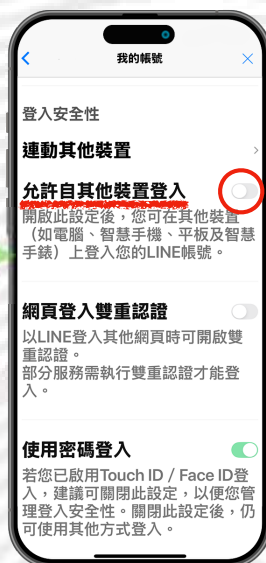 我的帳號
登入安全性
連動其他裝置
允許自其他裝置登入
開啟此設定後，您可在其他裝置
（如電腦、智慧手機、平板及智慧
手錶）上登入您的LINE帳號。
網頁登入雙重認證
以LINE登入其他網頁時可開啟雙
重認證。
部分服務需執行雙重認證才能登
入。
使用密碼登入
若您已啟用Touch ID / Face ID登
入，建議可關閉此設定，以便您管
理登入安全性。關閉此設定後，仍
可使用其他方式登入。